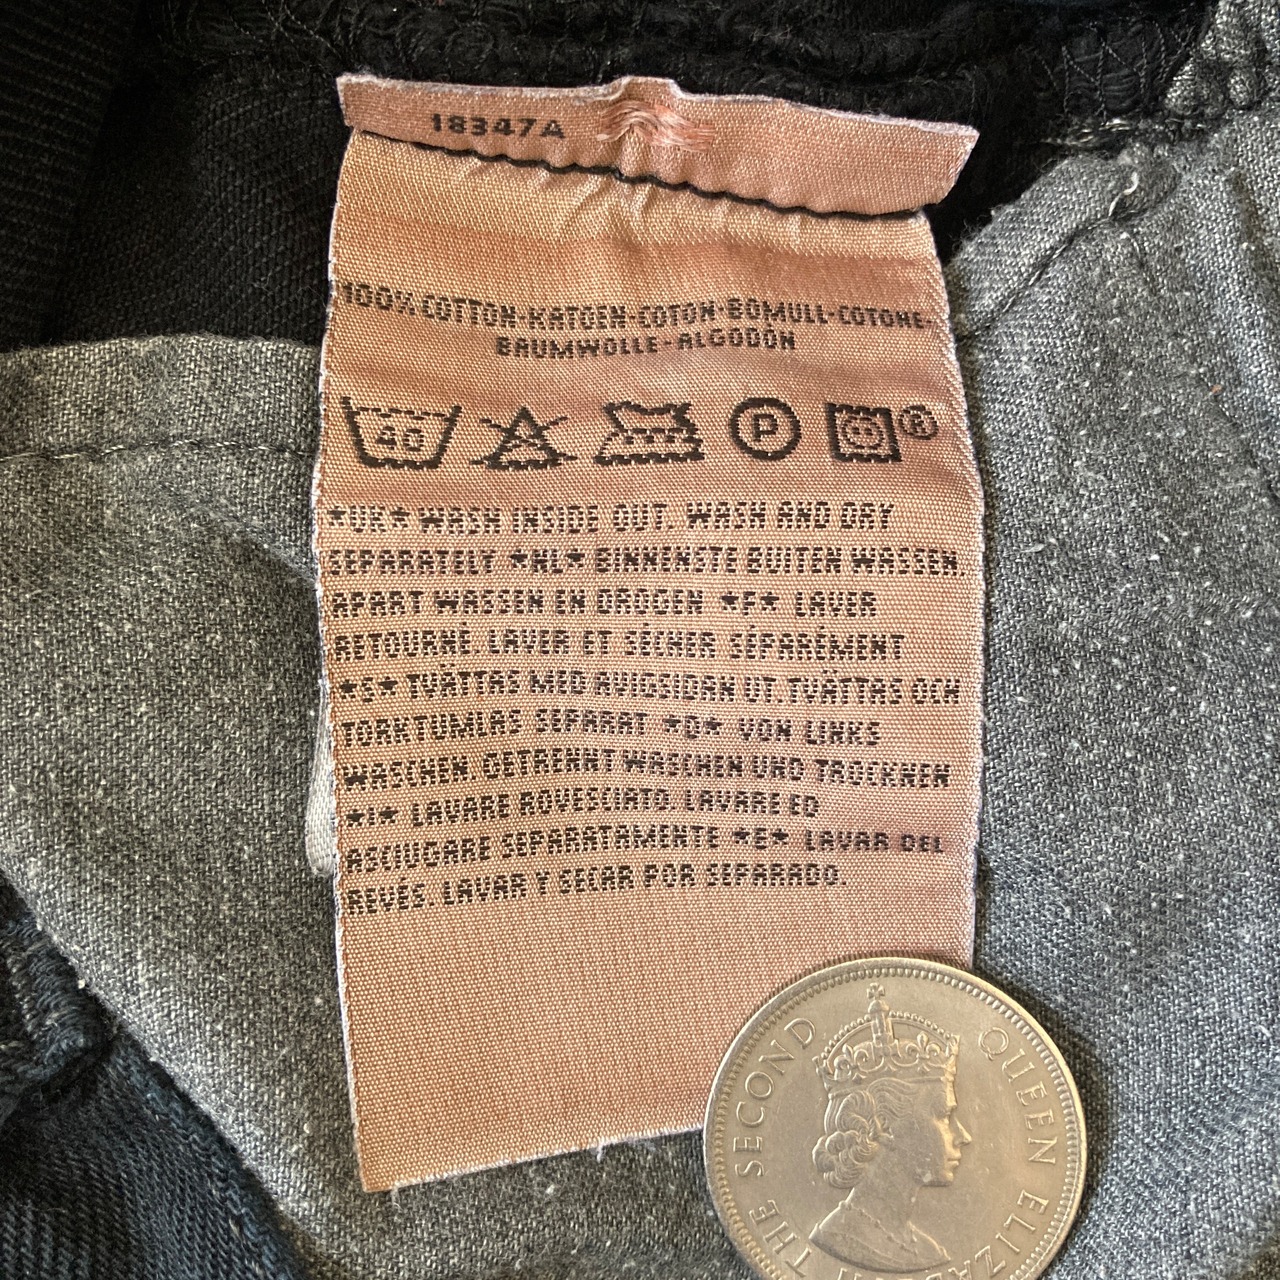 18347A
100% COTTON-KATOEN-COTON-BOMULL-COTONE-
BAUMWOLLE-ALGODÓN
40 P ®
*UK* WASH INSIDE OUT. WASH AND DRY
SEPARATELY *NL* BINNENSTE BUITEN WASSEN.
APART WASSEN EN DROGEN *F* LAVER
RETOURNÉ. LAVER ET SÉCHER SÉPARÉMENT
*S* TVÄTTAS MED AVIGSIDAN UT.TVÄTTAS OCH
TORKTUMLAS SEPARAT *D* VON LINKS
WASCHEN. GETRENNT WASCHEN UND TROCKNEN
*I* LAVARE ROVESCIATO. LAVARE ED
ASCIUGARE SEPARATAMENTE *E* LAVAR DEL
REVÉS. LAVAR Y SECAR POR SEPARADO.
QUEEN ELIZABETH THE SECOND